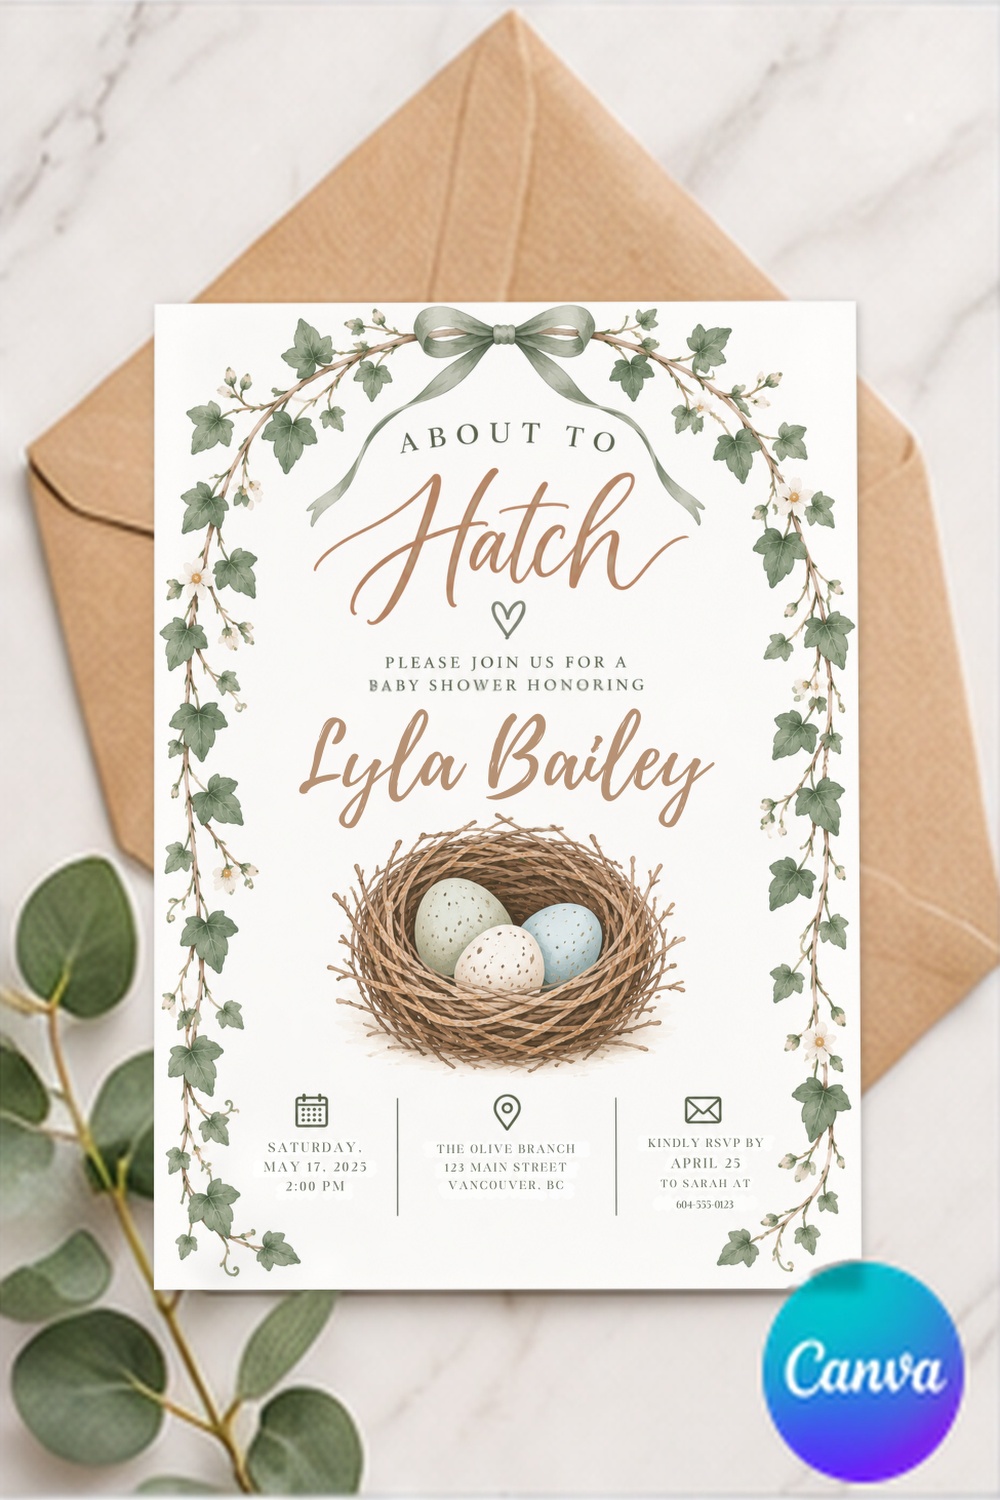 ABOUT TO
Hatch
PLEASE JOIN US FOR A
BABY SHOWER HONORING
Lyla Bailey
SATURDAY,
MAY 17, 2025
2:00 PM
THE OLIVE BRANCH
123 MAIN STREET
VANCOUVER, BC
KINDLY RSVP BY
APRIL 25
TO SARAH AT
604-555-0123
Canva